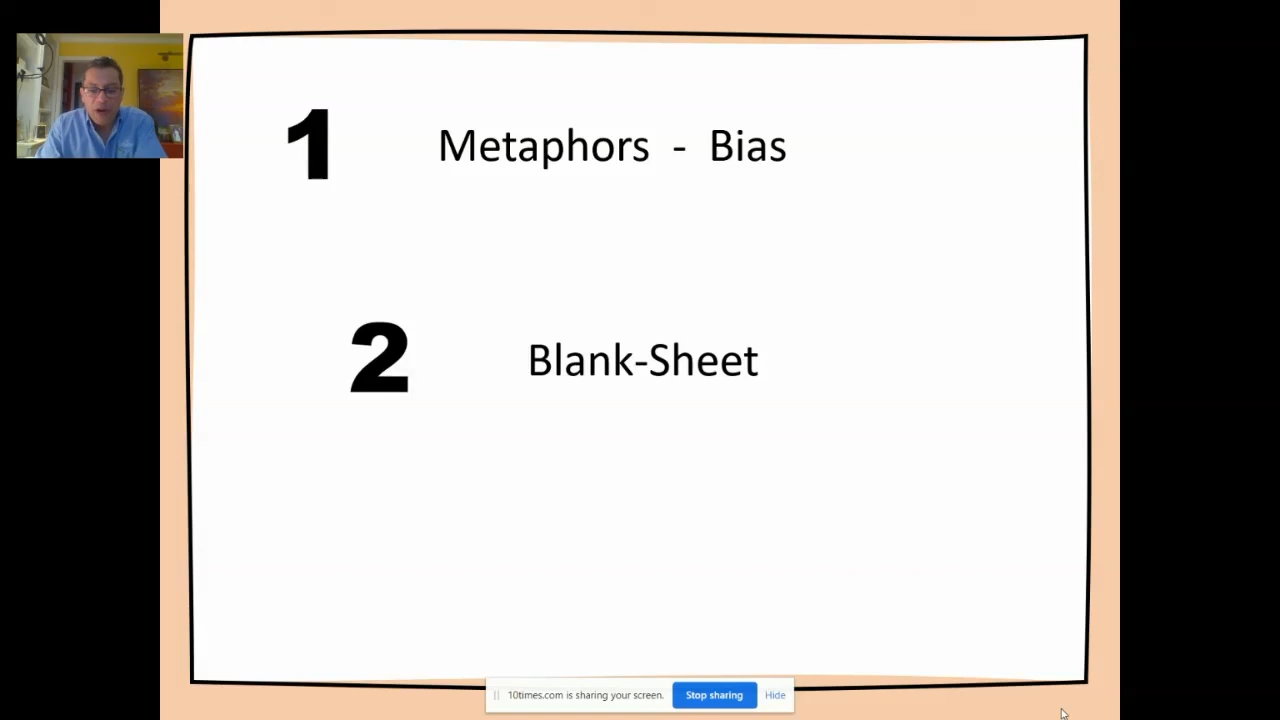 1 Metaphors - Bias
2 Blank-Sheet
10times.com is sharing your screen. Stop sharing Hide